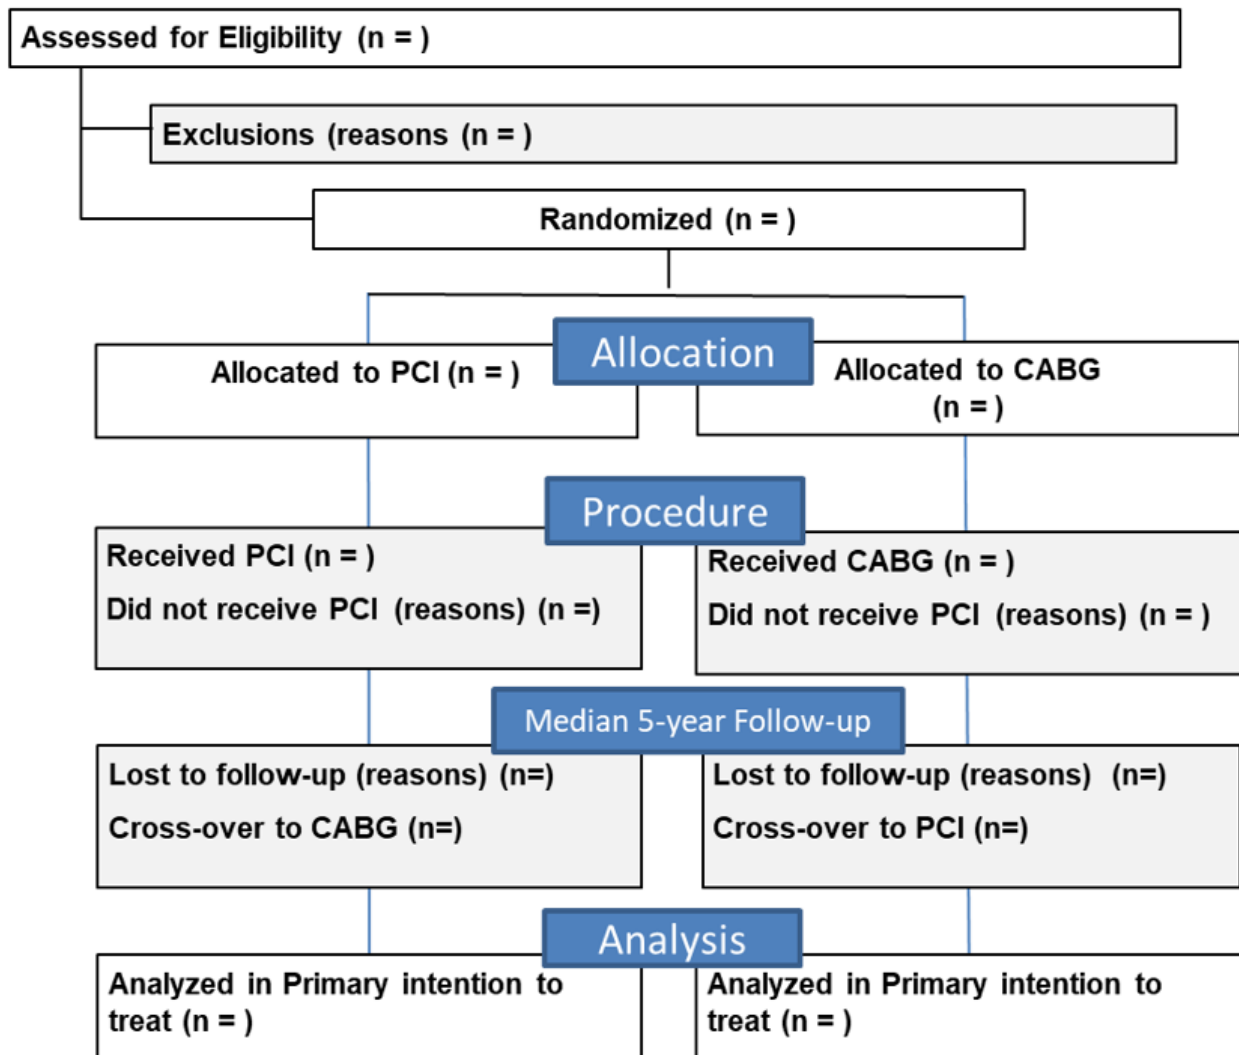 Assessed for Eligibility (n = )
Exclusions (reasons (n = )
Randomized (n = )
Allocation
Allocated to PCI (n = )
Allocated to CABG
(n = )
Procedure
Received PCI (n = )
Did not receive PCI (reasons) (n =)
Received CABG (n = )
Did not receive PCI (reasons) (n = )
Median 5-year Follow-up
Lost to follow-up (reasons) (n=)
Cross-over to CABG (n=)
Lost to follow-up (reasons) (n=)
Cross-over to PCI (n=)
Analysis
Analyzed in Primary intention to
treat (n = )
Analyzed in Primary intention to
treat (n = )